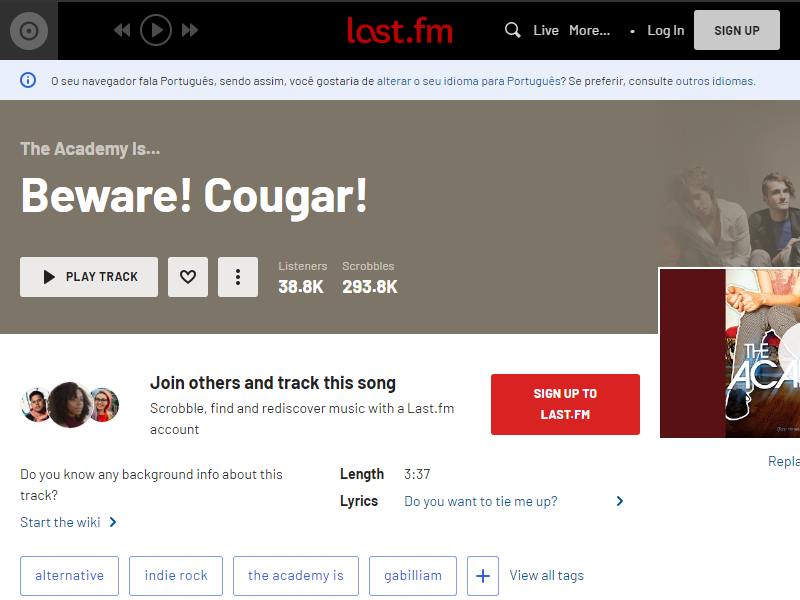 last.fm
Live More... • Log In SIGN UP
O seu navegador fala Português, sendo assim, você gostaria de alterar o seu idioma para Português? Se preferir, consulte outros idiomas.
The Academy Is...
Beware! Cougar!
PLAY TRACK
Listeners Scrobbles
38.8K 293.8K
THE
ACA
Join others and track this song
Scrobble, find and rediscover music with a Last.fm
account
SIGN UP TO
LAST.FM
Repla
Do you know any background info about this
track?
Start the wiki
Length 3:37
Lyrics Do you want to tie me up?
alternative indie rock the academy is gabilliam + View all tags